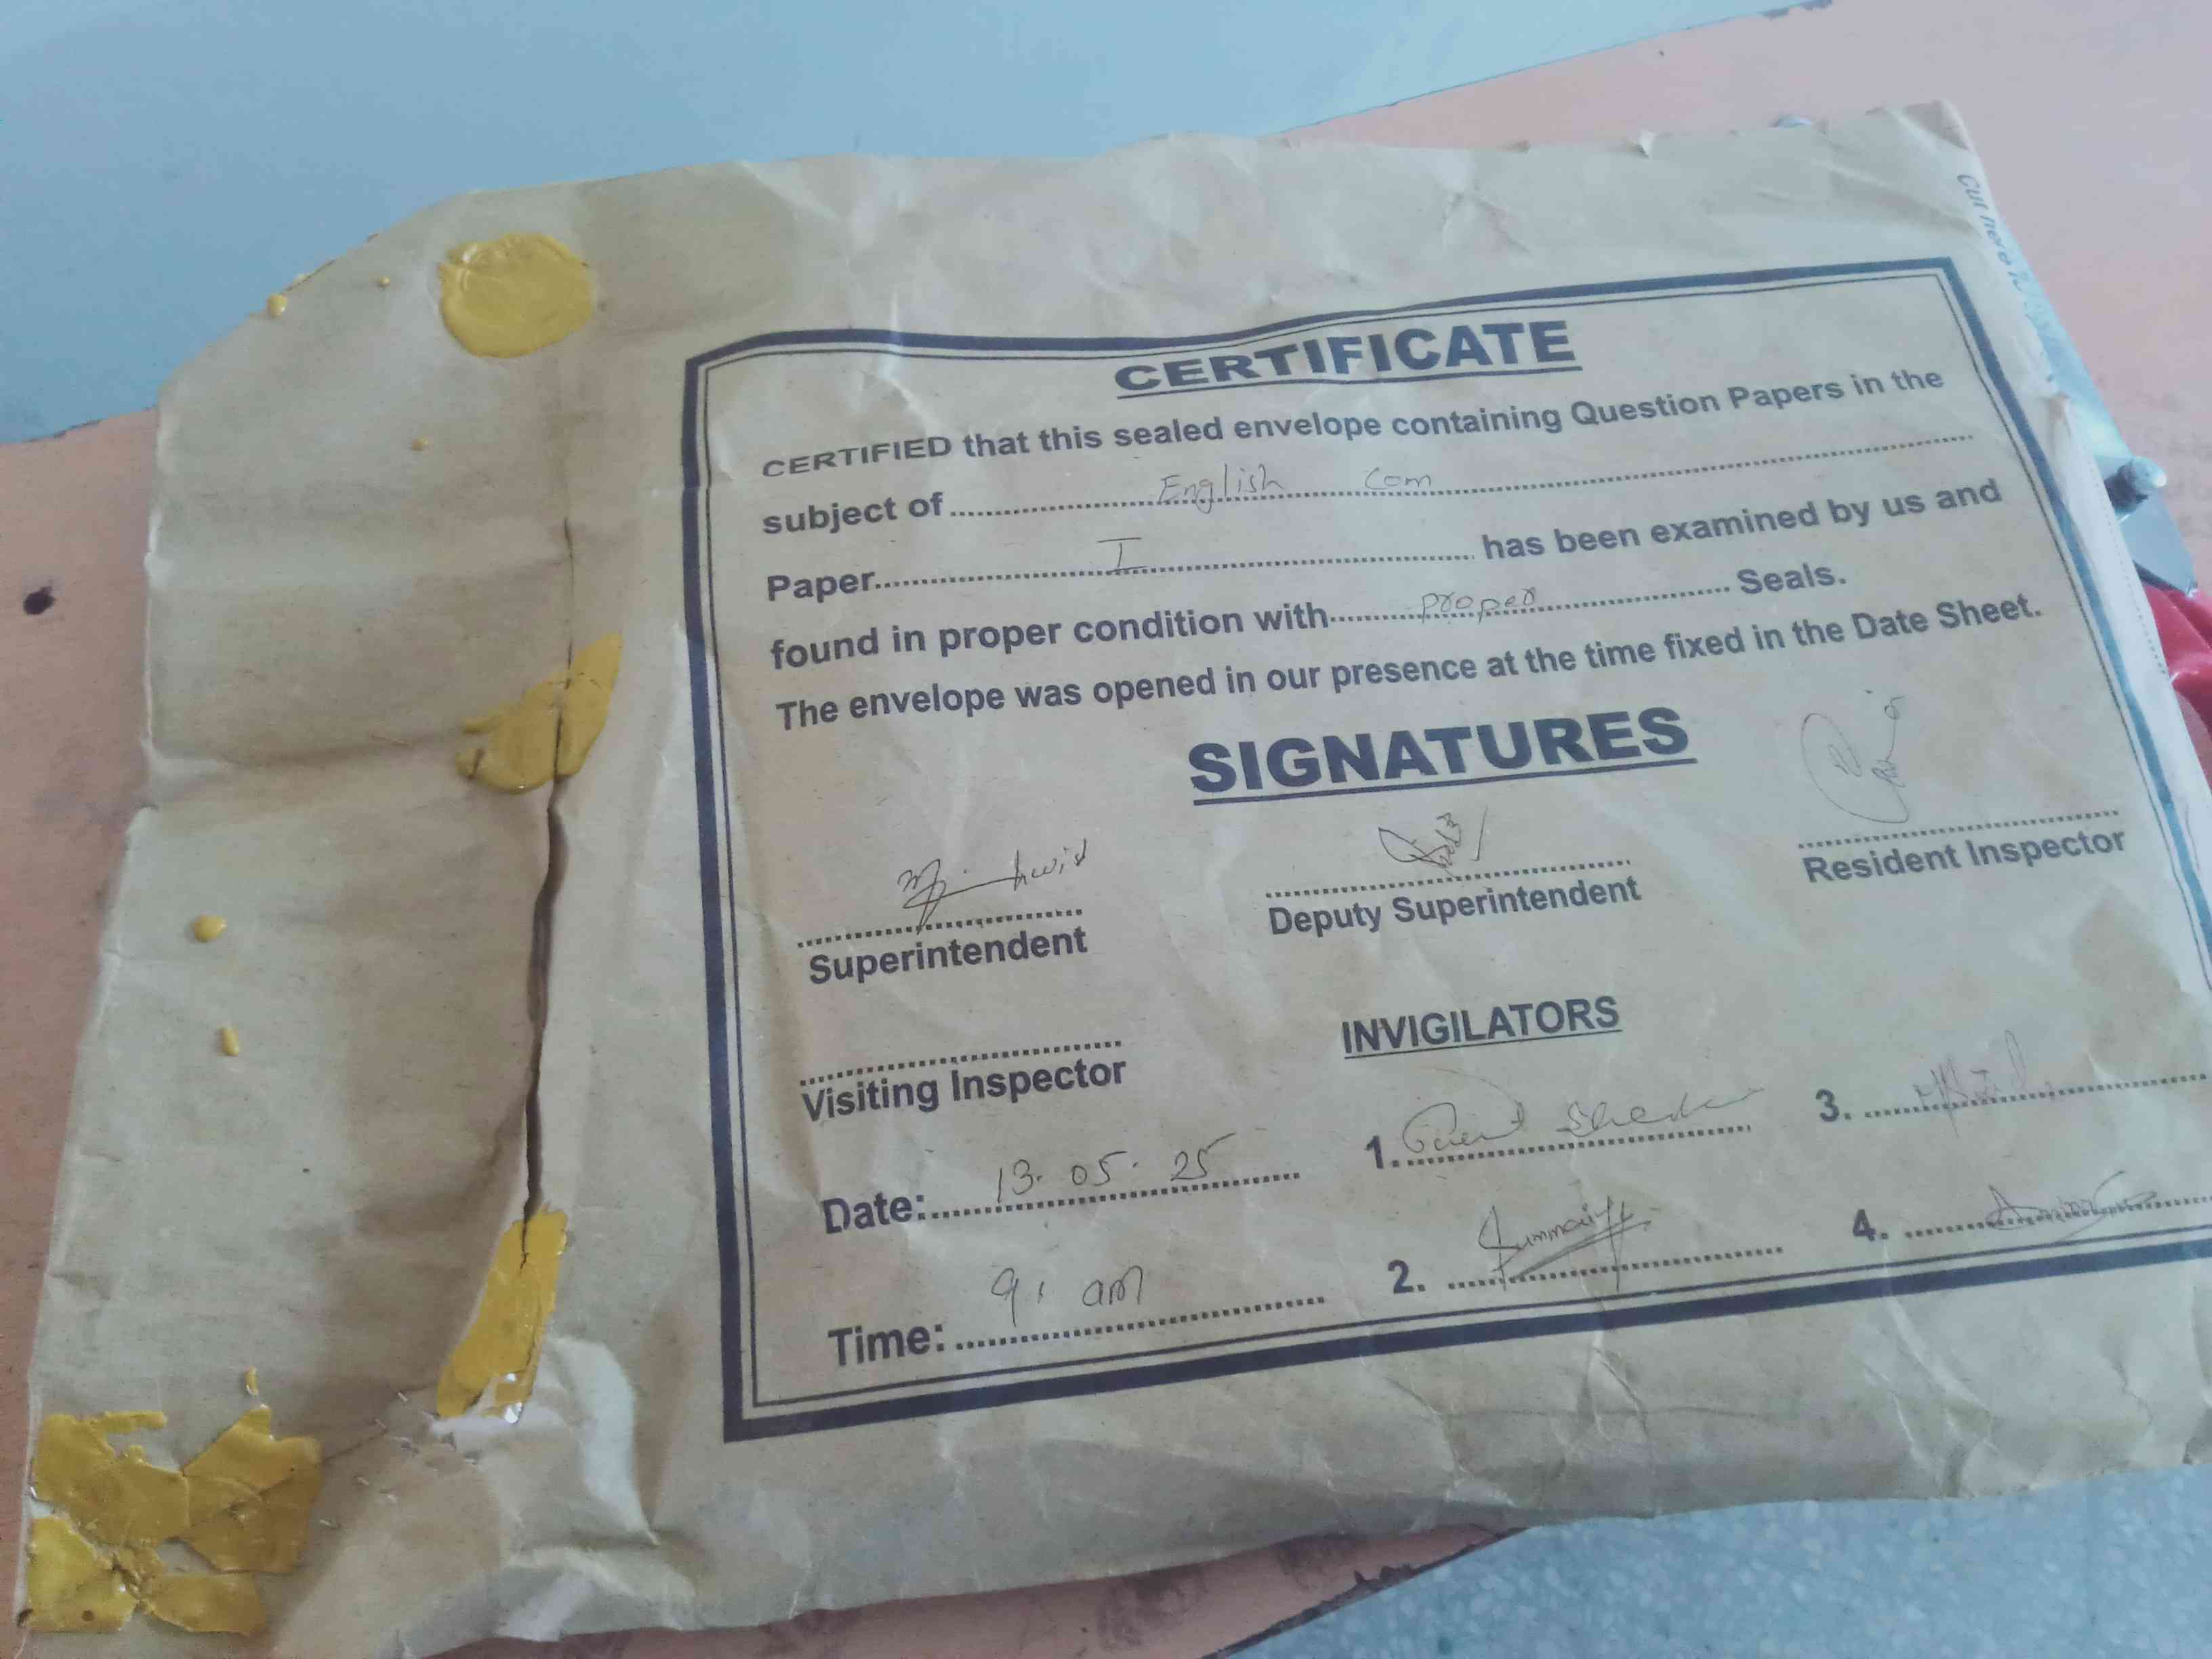 Cut here to
CERTIFICATE
CERTIFIED that this sealed envelope containing Question Papers in the
subject of English Com
Paper I has been examined by us and
found in proper condition with proper Seals.
The envelope was opened in our presence at the time fixed in the Date Sheet.
SIGNATURES
Superintendent
Deputy Superintendent
Resident Inspector
Visiting Inspector
INVIGILATORS
Date: 13.05.25
1.
3.
Time: 9: am
2.
4.